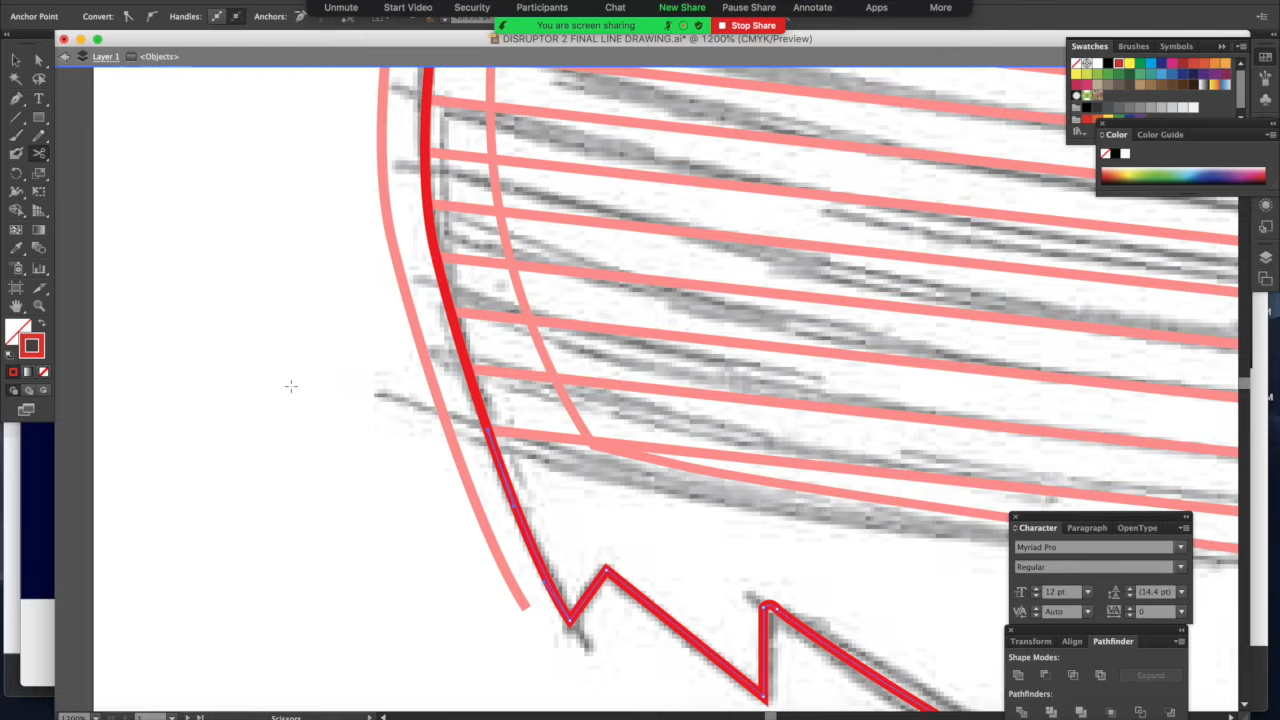 Anchor Point
Convert:
Handles:
Anchors:
Unmute
Start Video
Security
Participants
Chat
New Share
Pause Share
Annotate
Apps
More
You are screen sharing
Stop Share
DISRUPTOR 2 FINAL LINE DRAWING.ai* @ 1200% (CMYK/Preview)
Layer 1
<Objects>
Swatches
Brushes
Symbols
Color
Color Guide
Character
Paragraph
OpenType
Myriad Pro
Regular
12 pt
(14.4 pt)
Auto
0
Transform
Align
Pathfinder
Shape Modes:
Expand
Pathfinders:
1200%
Scissors